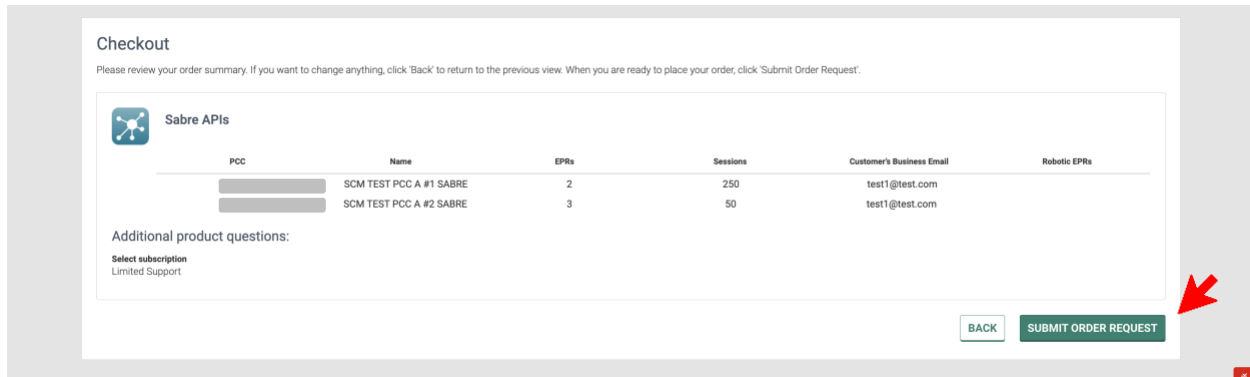 Checkout
Please review your order summary. If you want to change anything, click 'Back' to return to the previous view. When you are ready to place your order, click 'Submit Order Request'.
Sabre APIs
PCC Name EPRs Sessions Customer's Business Email Robotic EPRs
SCM TEST PCC A #1 SABRE 2 250 test1@test.com
SCM TEST PCC A #2 SABRE 3 50 test1@test.com
Additional product questions:
Select subscription
Limited Support
BACK SUBMIT ORDER REQUEST